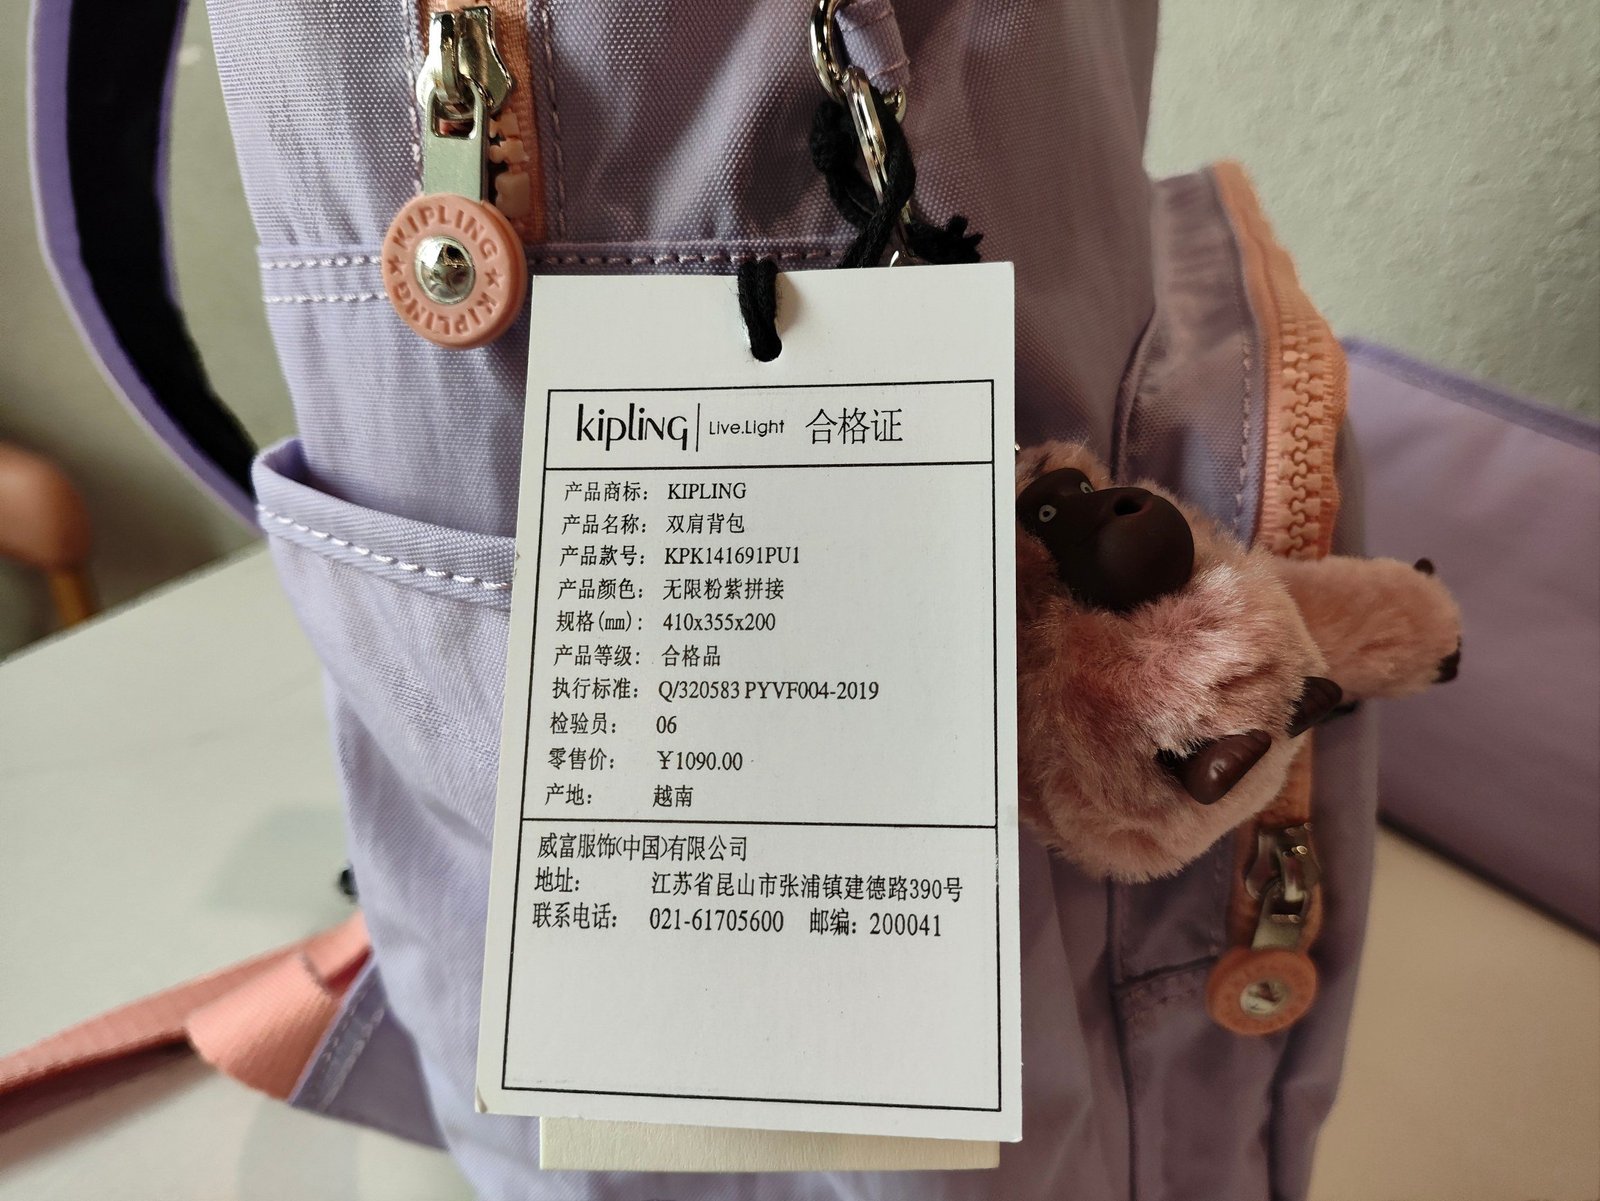 KIPLING
KIPLING
kipling Live.Light 合格证
产品商标: KIPLING
产品名称: 双肩背包
产品款号: KPK141691PU1
产品颜色: 无限粉紫拼接
规格(mm): 410x355x200
产品等级: 合格品
执行标准: Q/320583 PYVF004-2019
检验员: 06
零售价: ￥1090.00
产地: 越南
威富服饰(中国)有限公司
地址: 江苏省昆山市张浦镇建德路390号
联系电话: 021-61705600 邮编: 200041